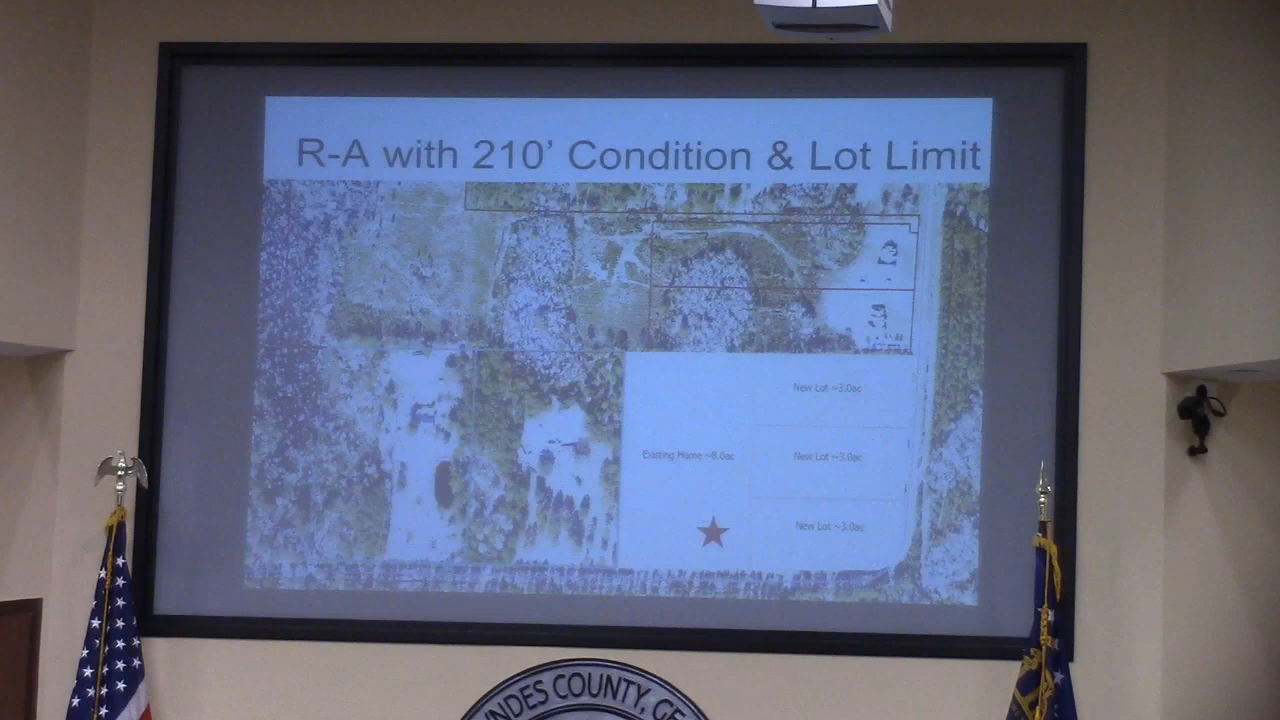 R-A with 210' Condition & Lot Limit
New Lot ~3.0ac
Existing Home ~8.0ac
New Lot ~3.0ac
New Lot ~3.0ac
NDES COUNTY, GE